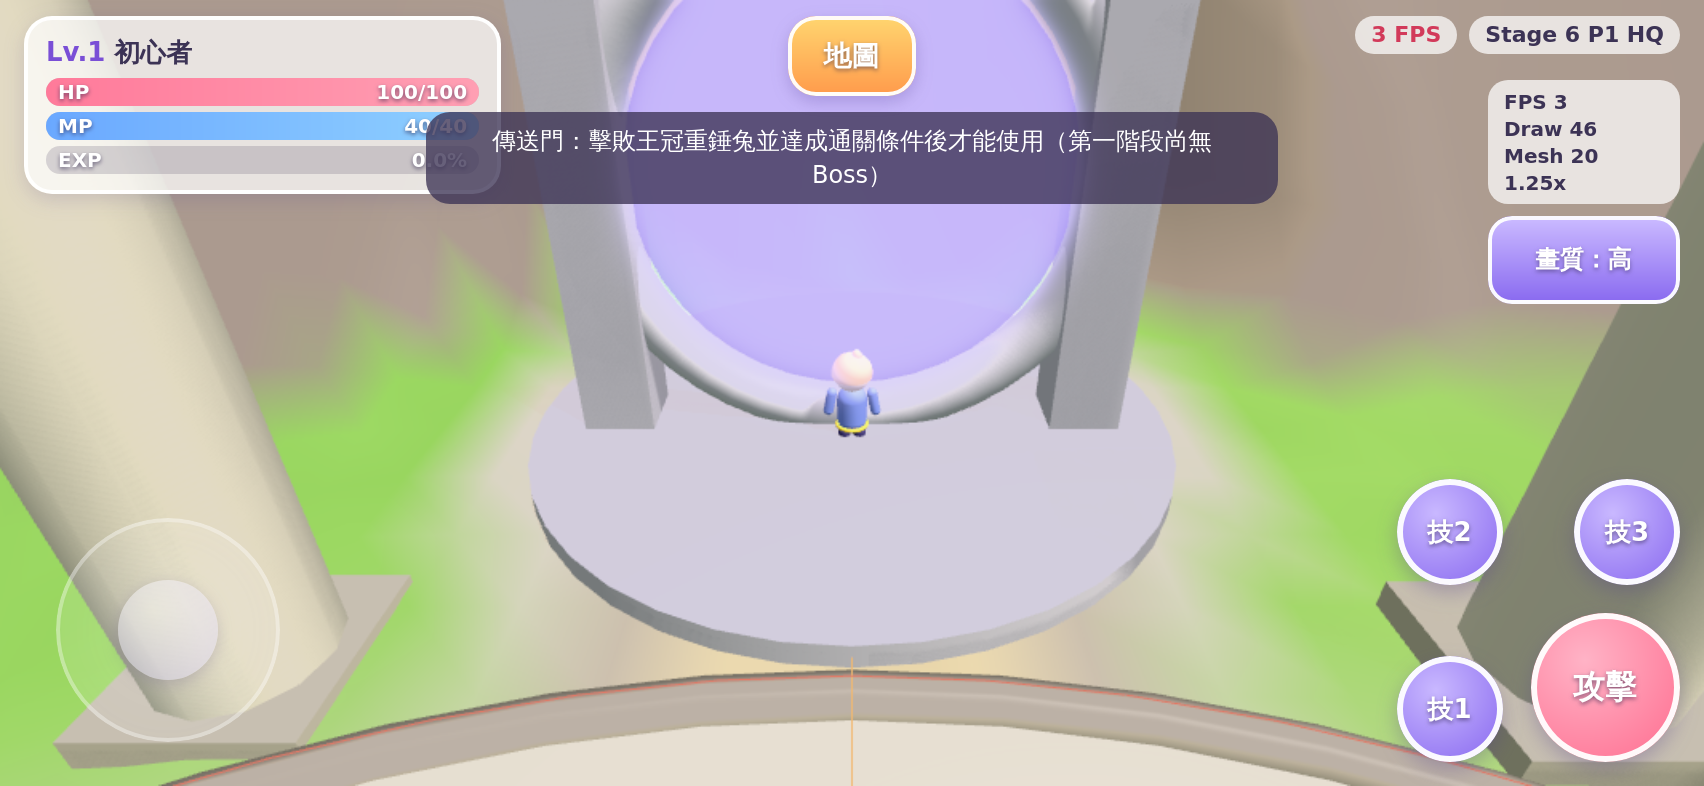 Lv.1 初心者
HP 100/100
MP 40/40
EXP 0.0%
地圖
傳送門：擊敗王冠重錘兔並達成通關條件後才能使用（第一階段尚無
Boss）
3 FPS
Stage 6 P1 HQ
FPS 3
Draw 46
Mesh 20
1.25x
畫質：高
技2
技3
技1
攻擊